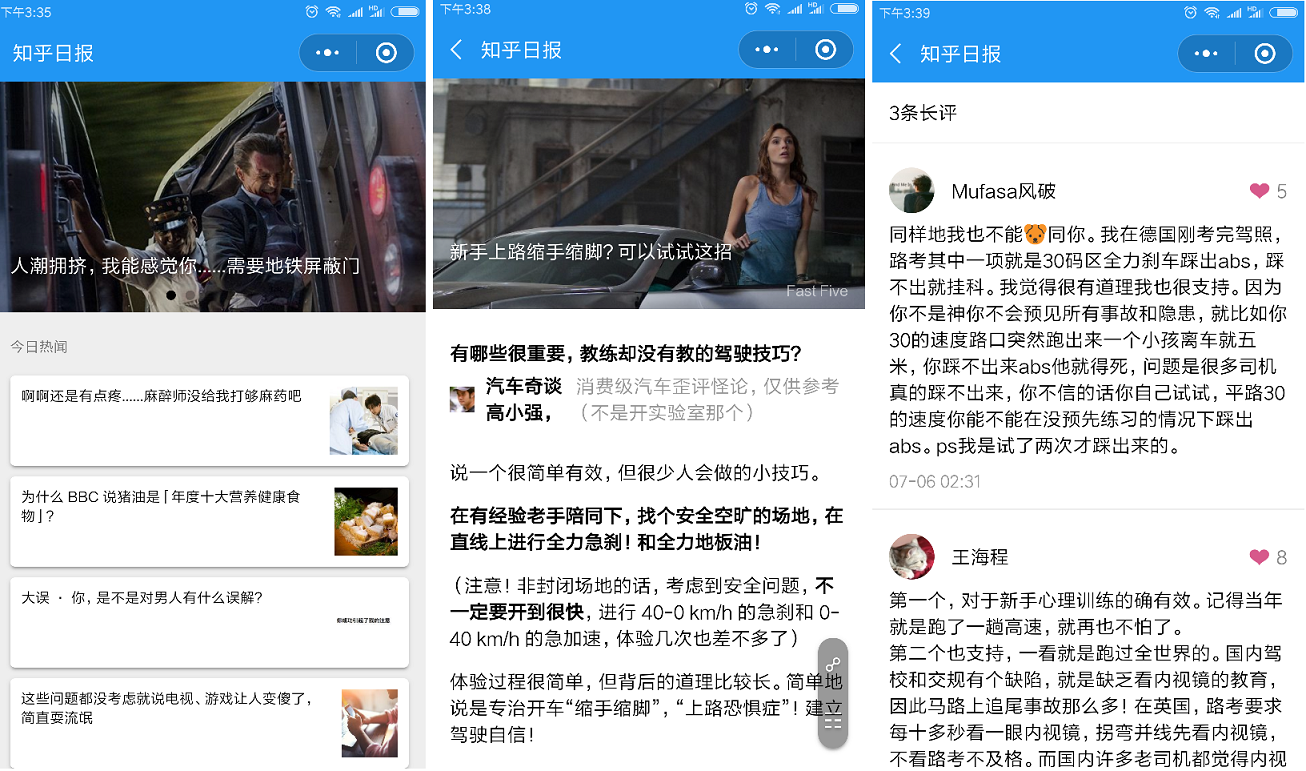 下午3:35
HD
知乎日报
人潮拥挤，我能感觉你……需要地铁屏蔽门
今日热闻
啊啊还是有点疼……麻醉师没给我打够麻药吧
为什么 BBC 说猪油是「年度十大营养健康食
物」？
大误 · 你，是不是对男人有什么误解？
你成功引起了我的注意
这些问题都没考虑就说电视、游戏让人变傻了，
简直耍流氓
下午3:38
HD
知乎日报
新手上路缩手缩脚？可以试试这招
Fast Five
有哪些很重要，教练却没有教的驾驶技巧？
汽车奇谈 消费级汽车歪评怪论，仅供参考
高小强， （不是开实验室那个）
说一个很简单有效，但很少人会做的小技巧。
在有经验老手陪同下，找个安全空旷的场地，在
直线上进行全力急刹！和全力地板油！
（注意！非封闭场地的话，考虑到安全问题，不
一定要开到很快，进行 40-0 km/h 的急刹和 0-
40 km/h 的急加速，体验几次也差不多了）
体验过程很简单，但背后的道理比较长。简单地
说是专治开车“缩手缩脚”，“上路恐惧症”！建立
驾驶自信！
下午3:39
HD
知乎日报
3条长评
Mufasa风破 5
同样地我也不能🐶同你。我在德国刚考完驾照，
路考其中一项就是30码区全力刹车踩出abs，踩
不出就挂科。我觉得很有道理我也很支持。因为
你不是神你不会预见所有事故和隐患，就比如你
30的速度路口突然跑出来一个小孩离车就五
米，你踩不出来abs他就得死，问题是很多司机
真的踩不出来，你不信的话你自己试试，平路30
的速度你能不能在没预先练习的情况下踩出
abs。ps我是试了两次才踩出来的。
07-06 02:31
王海程 8
第一个，对于新手心理训练的确有效。记得当年
就是跑了一趟高速，就再也不怕了。
第二个也支持，一看就是跑过全世界的。国内驾
校和交规有个缺陷，就是缺乏看内视镜的教育，
因此马路上追尾事故那么多！在英国，路考要求
每十多秒看一眼内视镜，拐弯并线先看内视镜，
不看路考不及格。而国内许多老司机都觉得内视